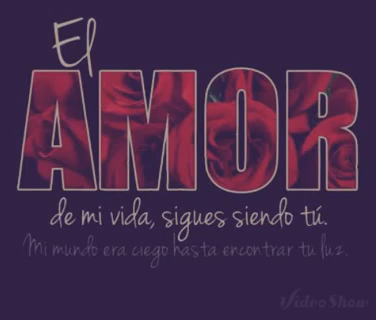 El
AMOR
de mi vida, sigues siendo tú.
Mi mundo era ciego hasta encontrar tu luz.
VideoShow